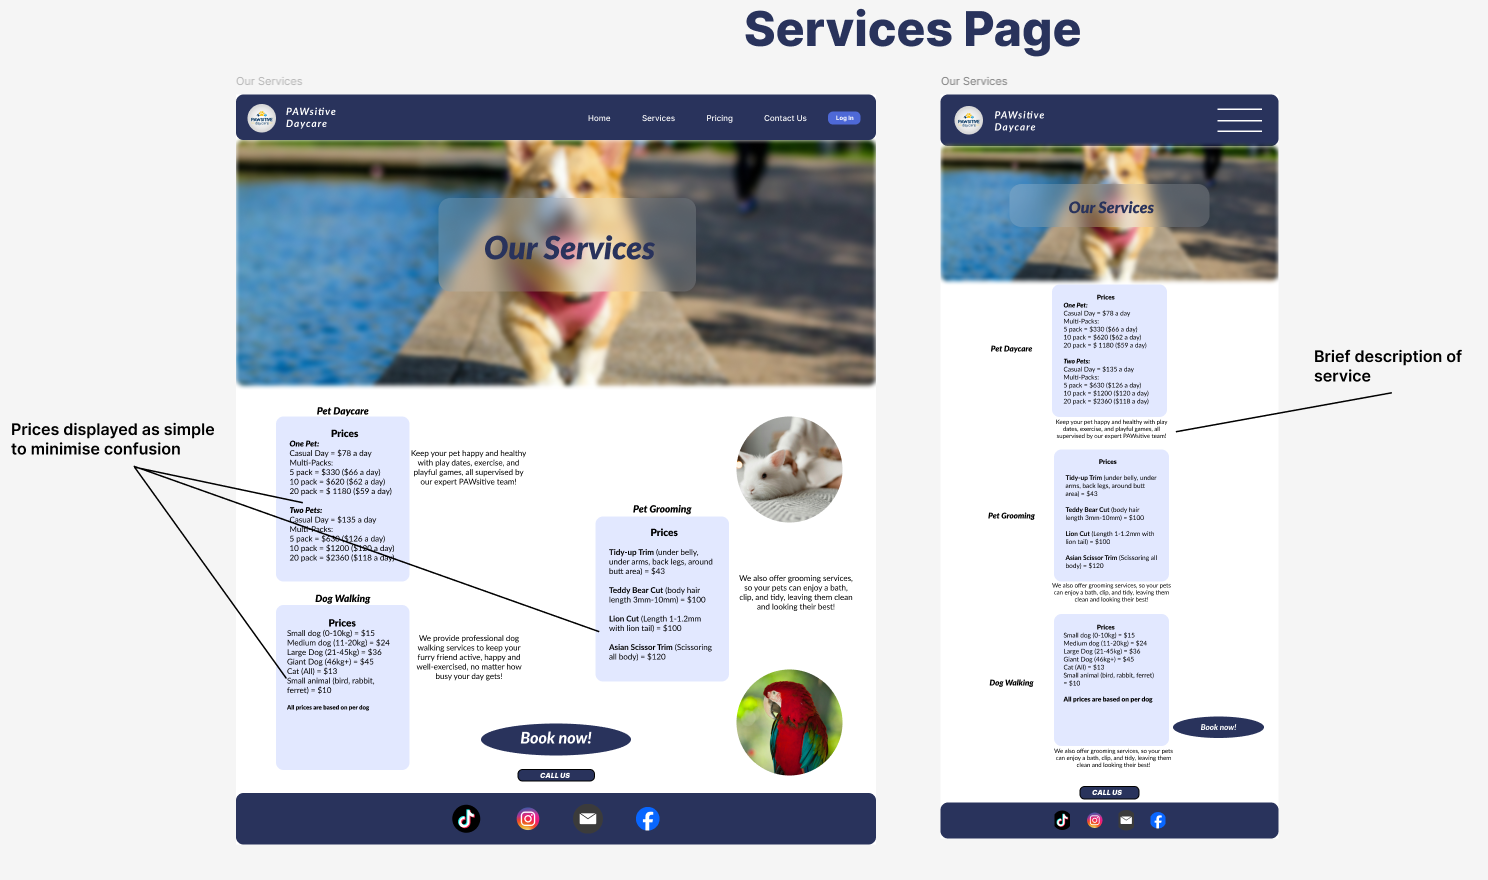 Services Page
Our Services
PAWSITIVE
PAWsitive
Daycare
Home
Services
Pricing
Contact Us
Log In
Our Services
Prices displayed as simple
to minimise confusion
Pet Daycare
Prices
One Pet:
Casual Day = $78 a day
Multi-Packs:
5 pack = $330 ($66 a day)
10 pack = $620 ($62 a day)
20 pack = $ 1180 ($59 a day)
Two Pets:
Casual Day = $135 a day
Multi-Packs:
5 pack = $630 ($126 a day)
10 pack = $1200 ($120 a day)
20 pack = $2360 ($118 a day)
Keep your pet happy and healthy
with play dates, exercise, and
playful games, all supervised by
our expert PAWsitive team!
Pet Grooming
Prices
Tidy-up Trim (under belly,
under arms, back legs, around
butt area) = $43
Teddy Bear Cut (body hair
length 3mm-10mm) = $100
Lion Cut (Length 1-1.2mm
with lion tail) = $100
Asian Scissor Trim (Scissoring
all body) = $120
We also offer grooming services,
so your pets can enjoy a bath,
clip, and tidy, leaving them clean
and looking their best!
Dog Walking
Prices
Small dog (0-10kg) = $15
Medium dog (11-20kg) = $24
Large Dog (21-45kg) = $36
Giant Dog (46kg+) = $45
Cat (All) = $13
Small animal (bird, rabbit,
ferret) = $10
All prices are based on per dog
We provide professional dog
walking services to keep your
furry friend active, happy and
well-exercised, no matter how
busy your day gets!
Book now!
CALL US
Our Services
PAWSITIVE
PAWsitive
Daycare
Our Services
Pet Daycare
Prices
One Pet:
Casual Day = $78 a day
Multi-Packs:
5 pack = $330 ($66 a day)
10 pack = $620 ($62 a day)
20 pack = $ 1180 ($59 a day)
Two Pets:
Casual Day = $135 a day
Multi-Packs:
5 pack = $630 ($126 a day)
10 pack = $1200 ($120 a day)
20 pack = $2360 ($118 a day)
Keep your pet happy and healthy with play
dates, exercise, and playful games, all
supervised by our expert PAWsitive team!
Brief description of
service
Pet Grooming
Prices
Tidy-up Trim (under belly, under
arms, back legs, around butt
area) = $43
Teddy Bear Cut (body hair
length 3mm-10mm) = $100
Lion Cut (Length 1-1.2mm with
lion tail) = $100
Asian Scissor Trim (Scissoring all
body) = $120
We also offer grooming services, so your pets
can enjoy a bath, clip, and tidy, leaving them
clean and looking their best!
Dog Walking
Prices
Small dog (0-10kg) = $15
Medium dog (11-20kg) = $24
Large Dog (21-45kg) = $36
Giant Dog (46kg+) = $45
Cat (All) = $13
Small animal (bird, rabbit, ferret)
= $10
All prices are based on per dog
Book now!
We also offer grooming services, so your pets
can enjoy a bath, clip, and tidy, leaving them
clean and looking their best!
CALL US